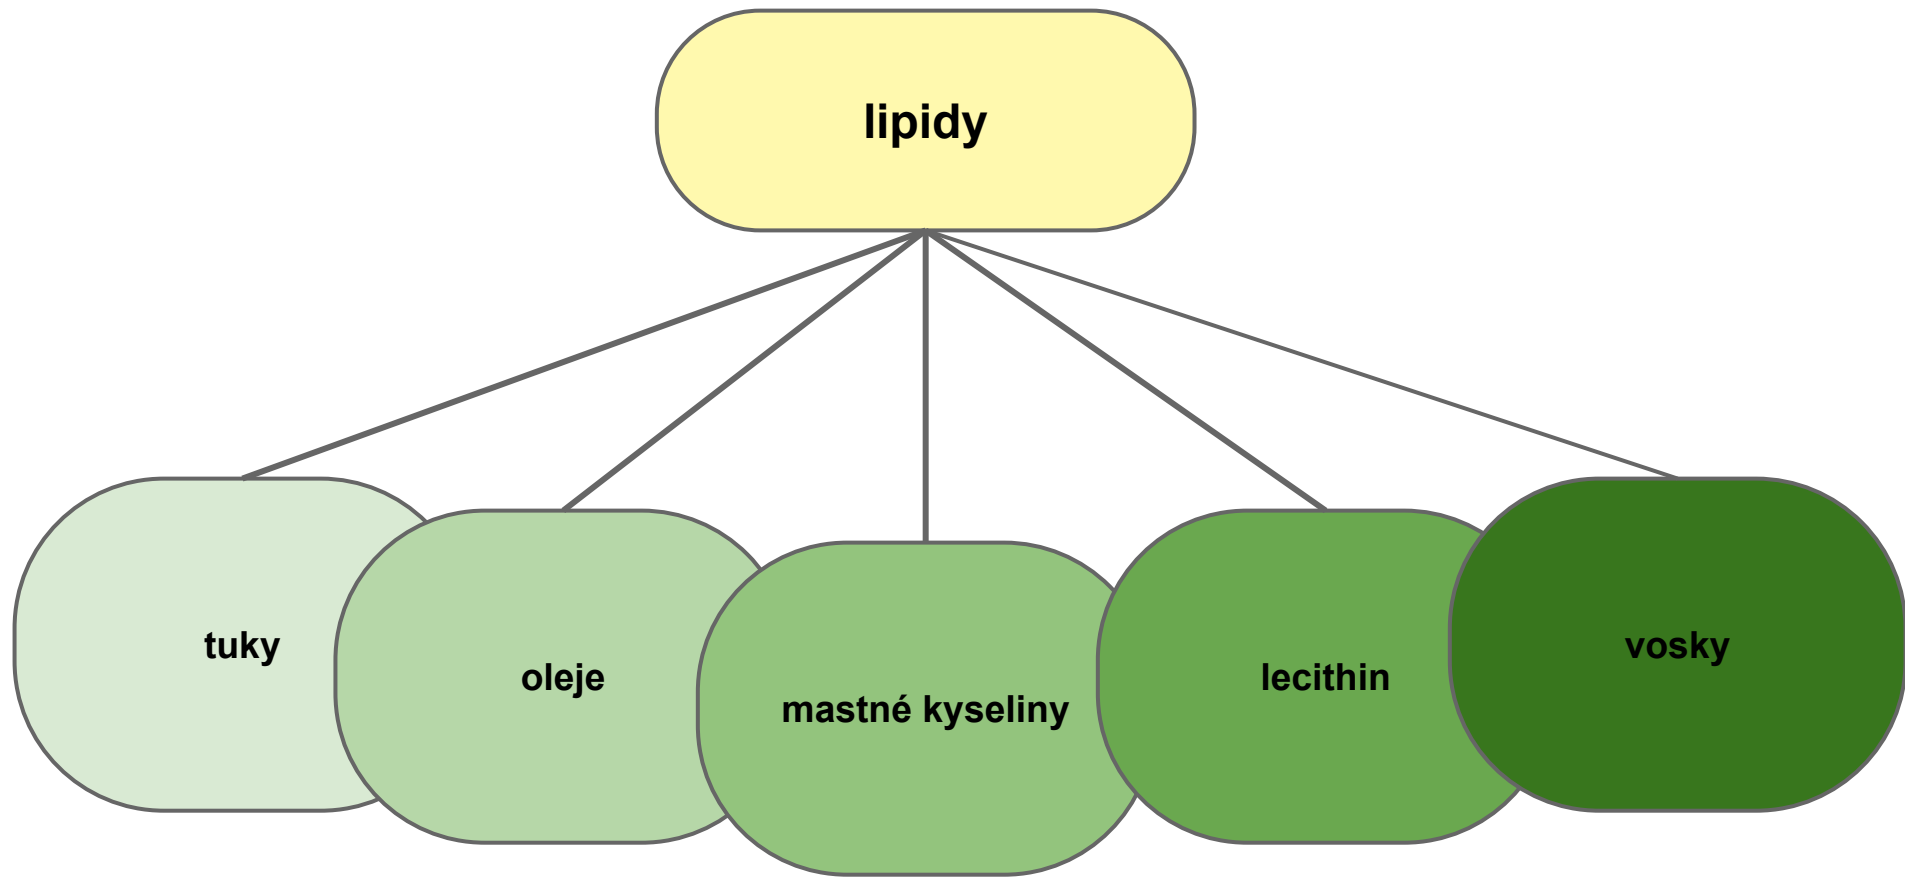 lipidy
tuky
oleje
mastné kyseliny
lecithin
vosky